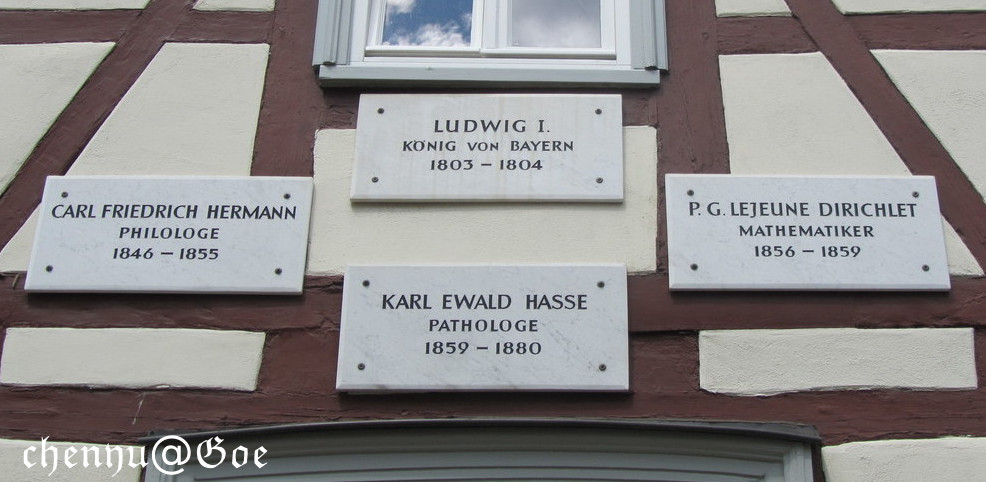 LUDWIG I.
KÖNIG VON BAYERN
1803 – 1804
CARL FRIEDRICH HERMANN
PHILOLOGE
1846 – 1855
P. G. LEJEUNE DIRICHLET
MATHEMATIKER
1856 – 1859
KARL EWALD HASSE
PATHOLOGE
1859 – 1880
chenyu@Goe